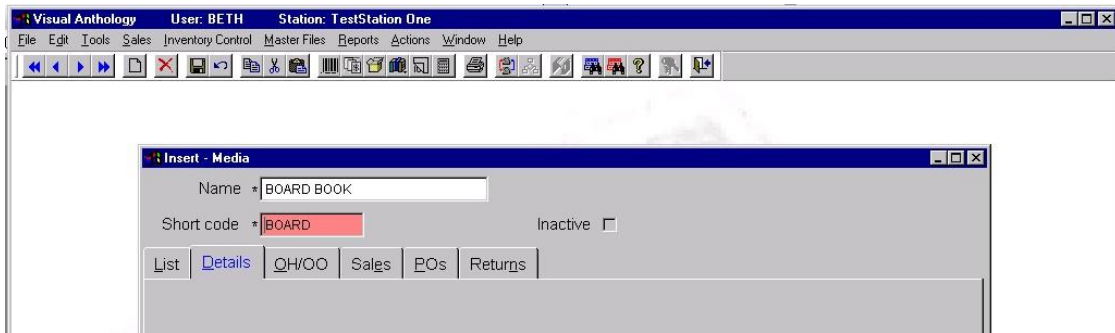 Visual Anthology User: BETH Station: TestStation One
File Edit Tools Sales Inventory Control Master Files Reports Actions Window Help
Insert - Media
Name * BOARD BOOK
Short code * BOARD Inactive
List Details OH/OO Sales POs Returns